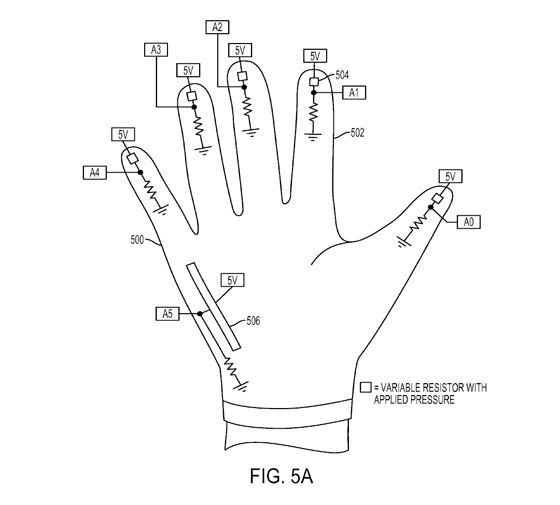 A2
A3
5V
5V
5V
504
A1
5V
502
5V
A4
5V
A0
500
5V
A5
506
= VARIABLE RESISTOR WITH
APPLIED PRESSURE
FIG. 5A